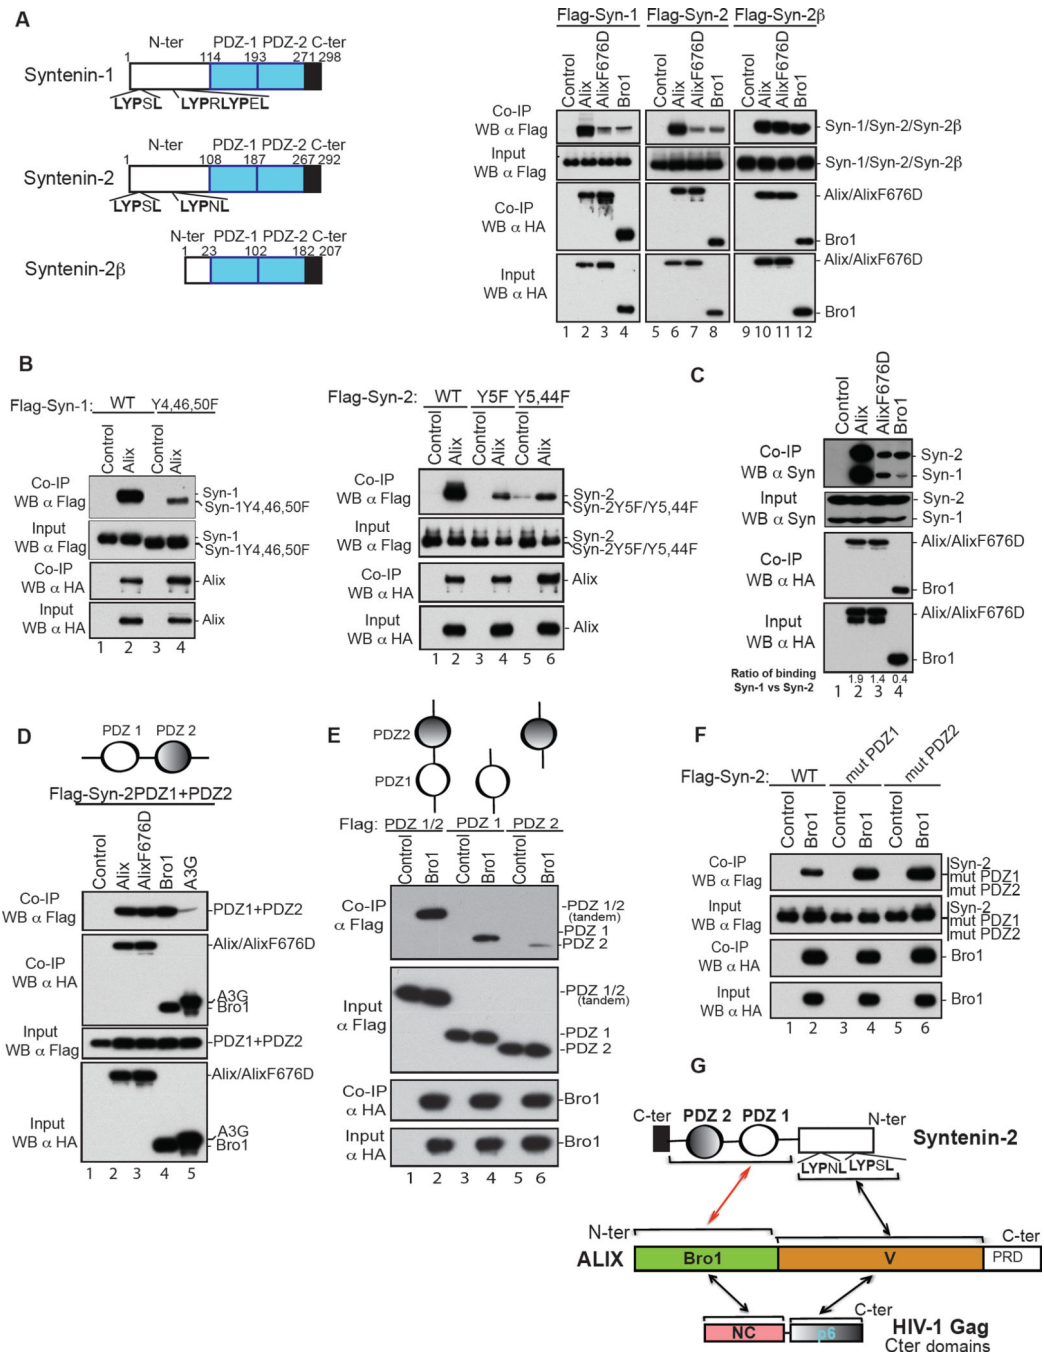 A
N-ter PDZ-1 PDZ-2 C-ter
1 114 193 271 298
Syntenin-1
LYPSL LYPRLYPEL
N-ter PDZ-1 PDZ-2 C-ter
1 108 187 267 292
Syntenin-2
LYPSL LYPNL
N-ter PDZ-1 PDZ-2 C-ter
1 23 102 182 207
Syntenin-2β
Flag-Syn-1 Flag-Syn-2 Flag-Syn-2β
Control Alix AlixF676D Bro1 Control Alix AlixF676D Bro1 Control Alix AlixF676D Bro1
Co-IP
WB α Flag
Syn-1/Syn-2/Syn-2β
Input
WB α Flag
Syn-1/Syn-2/Syn-2β
Co-IP
WB α HA
Alix/AlixF676D
Bro1
Input
WB α HA
Alix/AlixF676D
Bro1
1 2 3 4 5 6 7 8 9 10 11 12
B
Flag-Syn-1: WT Y4,46,50F
Control Alix Control Alix
Co-IP
WB α Flag
Syn-1
Syn-1Y4,46,50F
Input
WB α Flag
Syn-1
Syn-1Y4,46,50F
Co-IP
WB α HA
Alix
Input
WB α HA
Alix
1 2 3 4
Flag-Syn-2: WT Y5F Y5,44F
Control Alix Control Alix Control Alix
Co-IP
WB α Flag
Syn-2
Syn-2Y5F/Y5,44F
Input
WB α Flag
Syn-2
Syn-2Y5F/Y5,44F
Co-IP
WB α HA
Alix
Input
WB α HA
Alix
1 2 3 4 5 6
C
Control Alix AlixF676D Bro1
Co-IP
WB α Syn
Syn-2
Syn-1
Input
WB α Syn
Syn-2
Syn-1
Co-IP
WB α HA
Alix/AlixF676D
Bro1
Input
WB α HA
Alix/AlixF676D
Bro1
Ratio of binding
Syn-1 vs Syn-2
1.9 1.4 0.4
1 2 3 4
D
PDZ 1 PDZ 2
Flag-Syn-2PDZ1+PDZ2
Control Alix AlixF676D Bro1 A3G
Co-IP
WB α Flag
PDZ1+PDZ2
Co-IP
WB α HA
Alix/AlixF676D
A3G
Bro1
Input
WB α Flag
PDZ1+PDZ2
Input
WB α HA
Alix/AlixF676D
A3G
Bro1
1 2 3 4 5
E
PDZ2
PDZ1
Flag: PDZ 1/2 PDZ 1 PDZ 2
Control Bro1 Control Bro1 Control Bro1
Co-IP
α Flag
PDZ 1/2
(tandem)
PDZ 1
PDZ 2
Input
α Flag
PDZ 1/2
(tandem)
PDZ 1
PDZ 2
Co-IP
α HA
Bro1
Input
α HA
Bro1
1 2 3 4 5 6
F
Flag-Syn-2: WT mut PDZ1 mut PDZ2
Control Bro1 Control Bro1 Control Bro1
Co-IP
WB α Flag
Syn-2
mut PDZ1
mut PDZ2
Input
WB α Flag
Syn-2
mut PDZ1
mut PDZ2
Co-IP
WB α HA
Bro1
Input
WB α HA
Bro1
1 2 3 4 5 6
G
C-ter PDZ 2 PDZ 1 N-ter
Syntenin-2
LYPNL LYPSL
N-ter C-ter
ALIX Bro1 V PRD
C-ter
NC p6 HIV-1 Gag
Cter domains